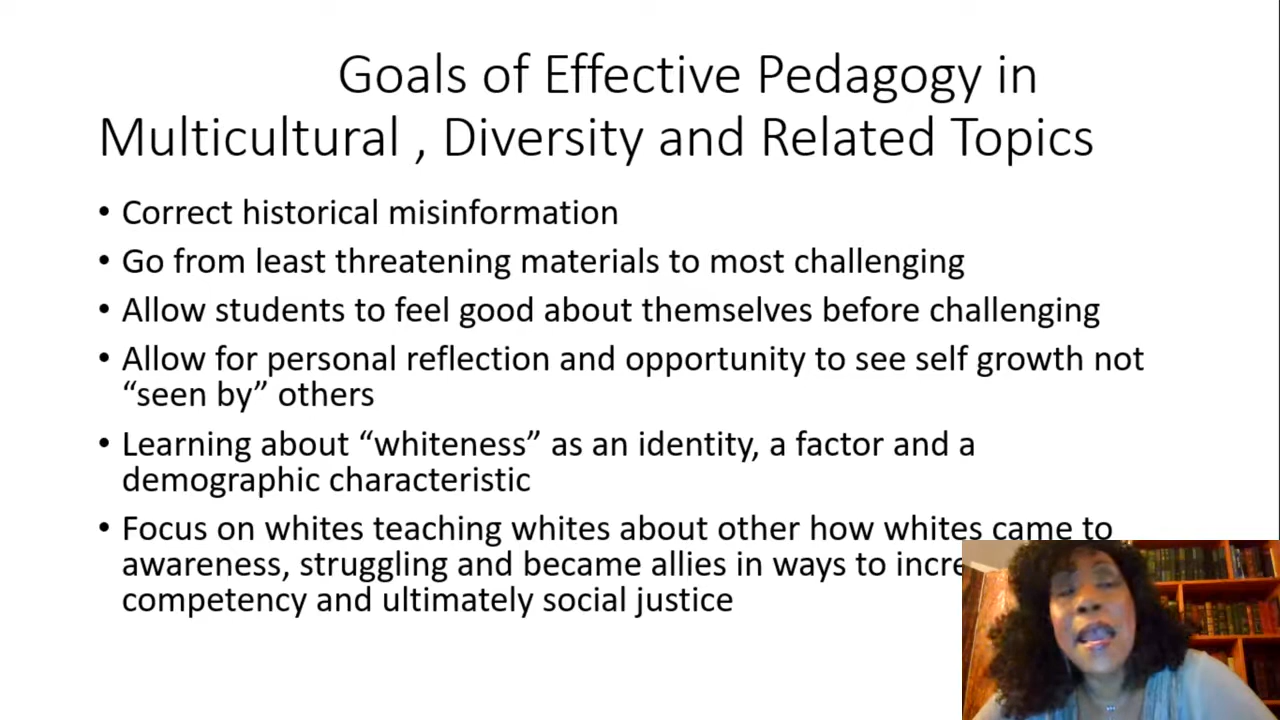 Goals of Effective Pedagogy in
Multicultural , Diversity and Related Topics
• Correct historical misinformation
• Go from least threatening materials to most challenging
• Allow students to feel good about themselves before challenging
• Allow for personal reflection and opportunity to see self growth not
“seen by” others
• Learning about “whiteness” as an identity, a factor and a
demographic characteristic
• Focus on whites teaching whites about other how whites came to
awareness, struggling and became allies in ways to
competency and ultimately social justice